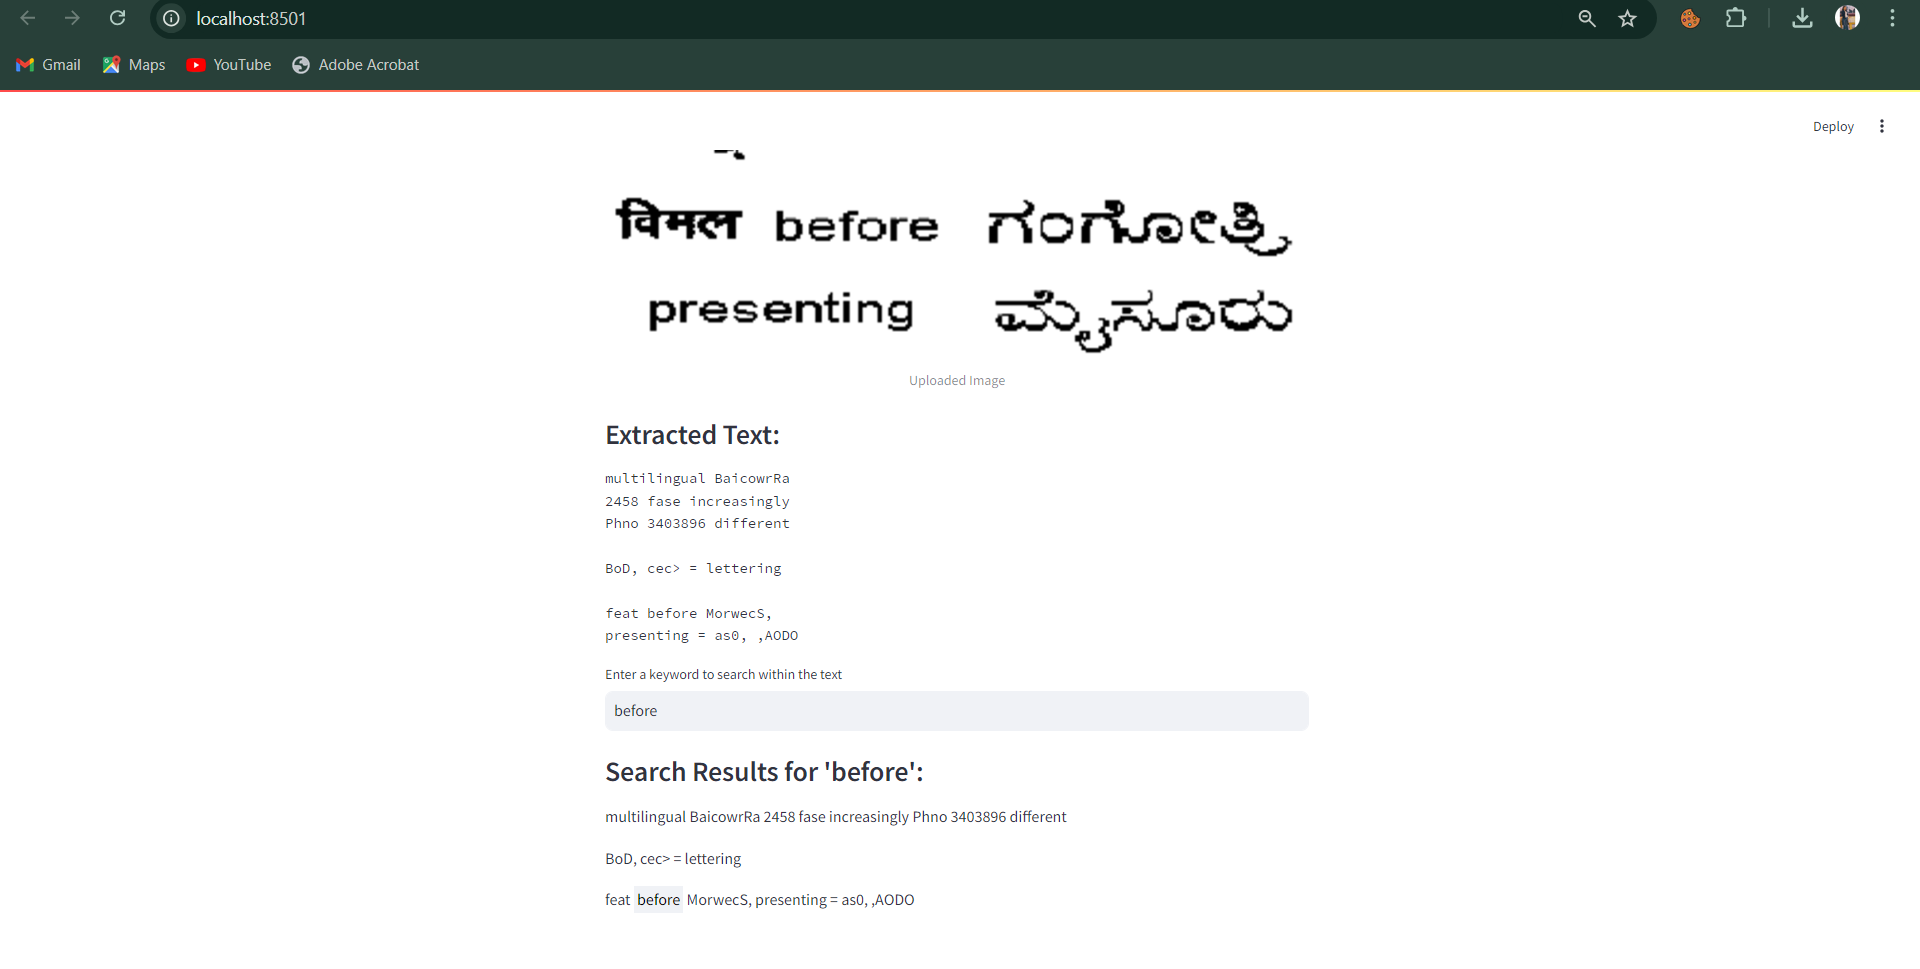 localhost:8501
Gmail Maps YouTube Adobe Acrobat
Deploy
विमल before ಗಂಗೋತ್ರಿ
presenting ಮೈಸೂರು
Uploaded Image
Extracted Text:
multilingual BaicowrRa
2458 fase increasingly
Phno 3403896 different
BoD, cec> = lettering
feat before MorwecS,
presenting = as0, ,AODO
Enter a keyword to search within the text
before
Search Results for 'before':
multilingual BaicowrRa 2458 fase increasingly Phno 3403896 different
BoD, cec> = lettering
feat before MorwecS, presenting = as0, ,AODO